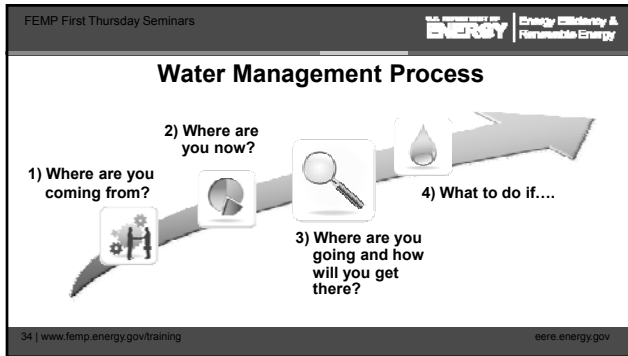 FEMP First Thursday Seminars
U.S. DEPARTMENT OF
ENERGY
Energy Efficiency &
Renewable Energy
Water Management Process
1) Where are you
coming from?
2) Where are
you now?
3) Where are you
going and how
will you get
there?
4) What to do if….
34 | www.femp.energy.gov/training
eere.energy.gov